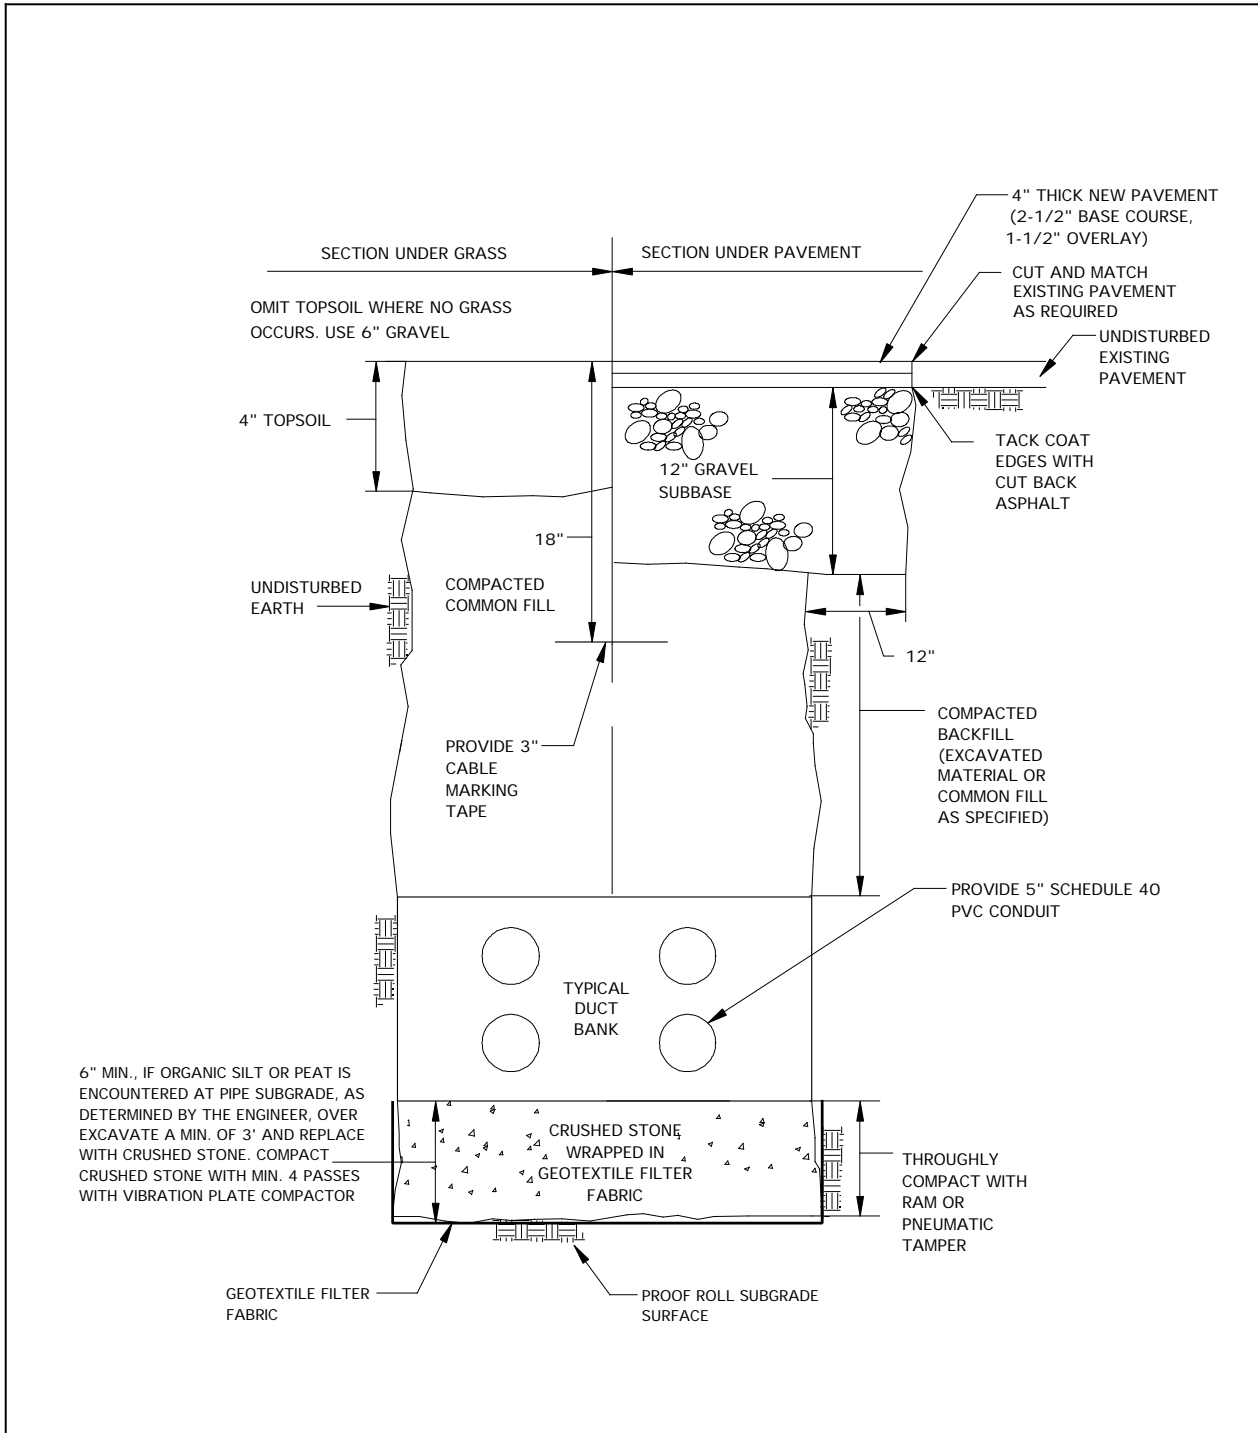 4" THICK NEW PAVEMENT
(2-1/2" BASE COURSE,
1-1/2" OVERLAY)
SECTION UNDER GRASS
SECTION UNDER PAVEMENT
CUT AND MATCH
EXISTING PAVEMENT
AS REQUIRED
OMIT TOPSOIL WHERE NO GRASS
OCCURS. USE 6" GRAVEL
UNDISTURBED
EXISTING
PAVEMENT
4" TOPSOIL
12" GRAVEL
SUBBASE
TACK COAT
EDGES WITH
CUT BACK
ASPHALT
18"
UNDISTURBED
EARTH
COMPACTED
COMMON FILL
12"
PROVIDE 3"
CABLE
MARKING
TAPE
COMPACTED
BACKFILL
(EXCAVATED
MATERIAL OR
COMMON FILL
AS SPECIFIED)
PROVIDE 5" SCHEDULE 40
PVC CONDUIT
TYPICAL
DUCT
BANK
6" MIN., IF ORGANIC SILT OR PEAT IS
ENCOUNTERED AT PIPE SUBGRADE, AS
DETERMINED BY THE ENGINEER, OVER
EXCAVATE A MIN. OF 3' AND REPLACE
WITH CRUSHED STONE. COMPACT
CRUSHED STONE WITH MIN. 4 PASSES
WITH VIBRATION PLATE COMPACTOR
CRUSHED STONE
WRAPPED IN
GEOTEXTILE FILTER
FABRIC
THROUGHLY
COMPACT WITH
RAM OR
PNEUMATIC
TAMPER
GEOTEXTILE FILTER
FABRIC
PROOF ROLL SUBGRADE
SURFACE